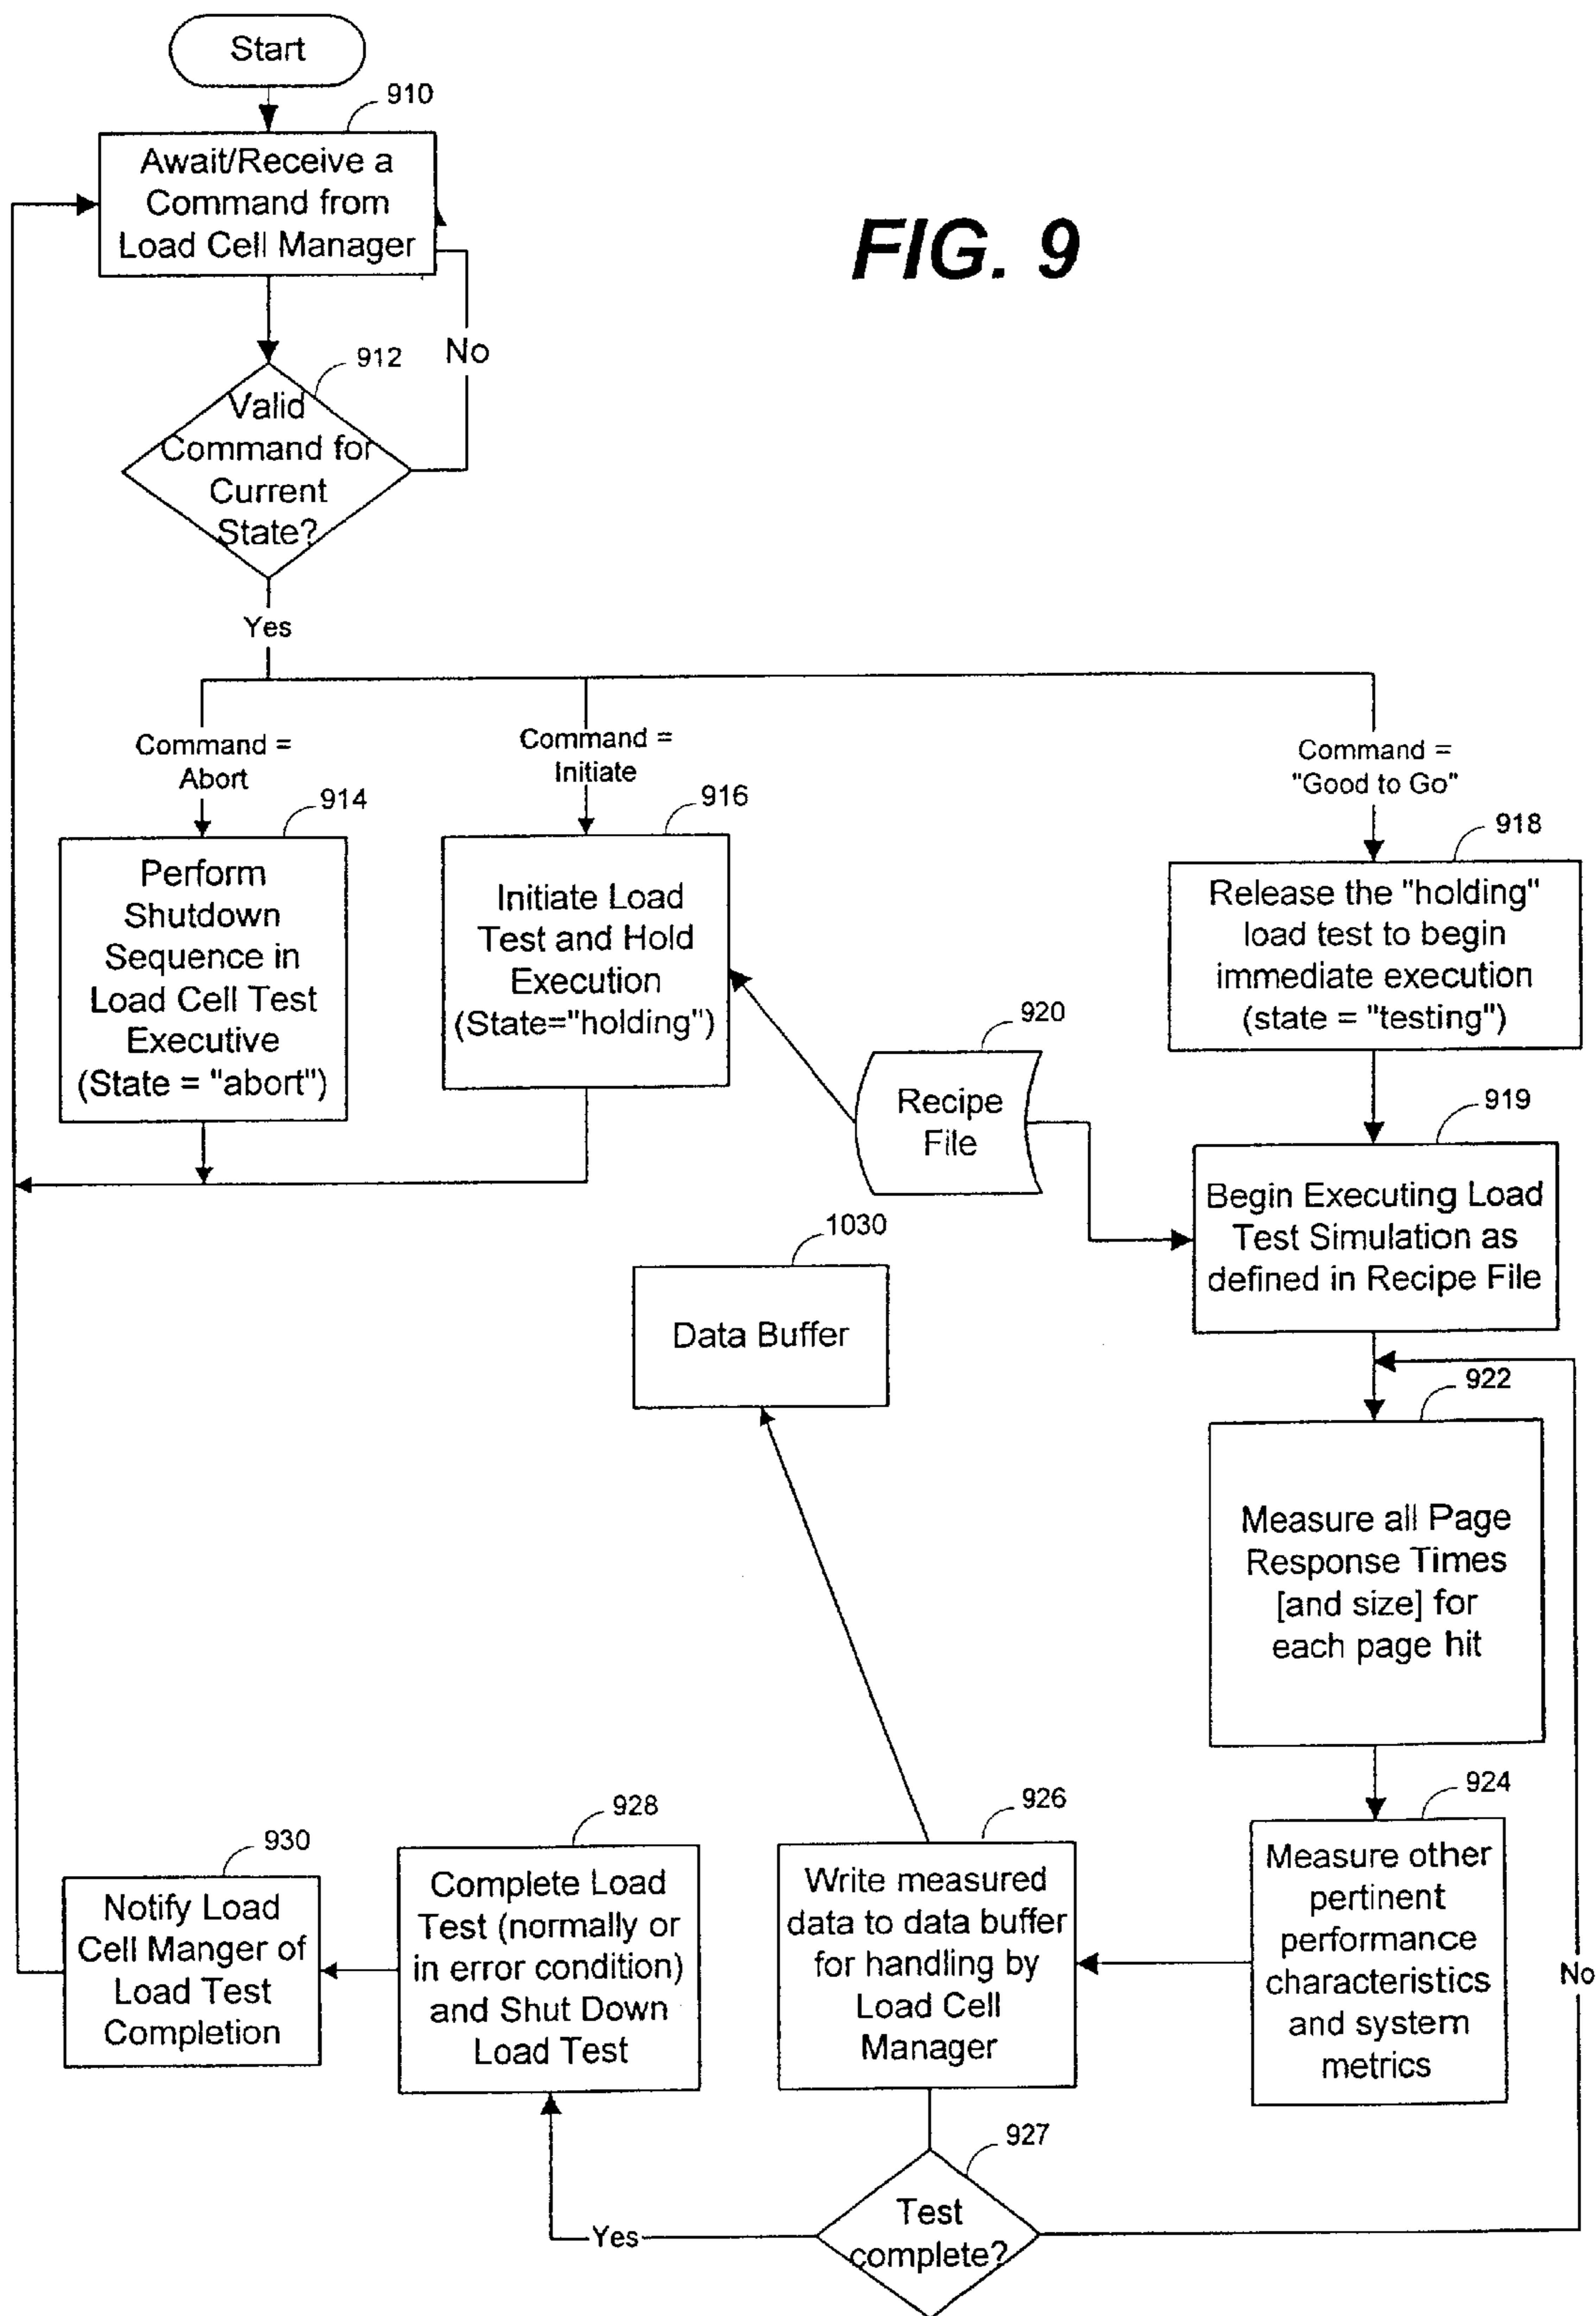 Start
910
Await/Receive a
Command from
Load Cell Manager
FIG. 9
No
912
Valid
Command for
Current
State?
Yes
Command =
Abort
Command =
Initiate
Command =
"Good to Go"
914
Perform
Shutdown
Sequence in
Load Cell Test
Executive
(State = "abort")
916
Initiate Load
Test and Hold
Execution
(State="holding")
918
Release the "holding"
load test to begin
immediate execution
(state = "testing")
920
Recipe
File
919
Begin Executing Load
Test Simulation as
defined in Recipe File
1030
Data Buffer
922
Measure all Page
Response Times
[and size] for
each page hit
924
Measure other
pertinent
performance
characteristics
and system
metrics
No
926
Write measured
data to data buffer
for handling by
Load Cell
Manager
928
Complete Load
Test (normally or
in error condition)
and Shut Down
Load Test
930
Notify Load
Cell Manger of
Load Test
Completion
927
Test
complete?
Yes